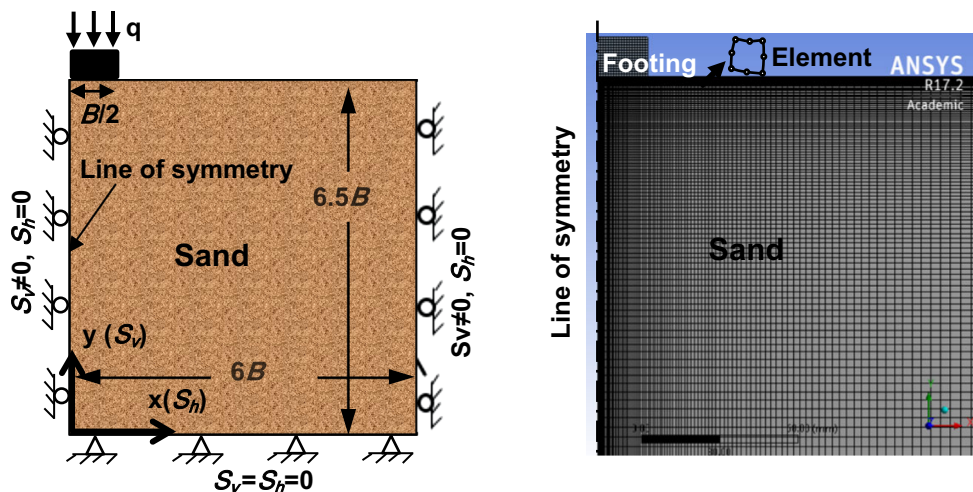 q
B/2
Line of symmetry
6.5B
Sand
Sv≠0, Sh=0
Sv≠0, Sh=0
y (Sv)
6B
x(Sh)
Sv=Sh=0
Footing
Element
ANSYS
R17.2
Academic
Line of symmetry
Sand